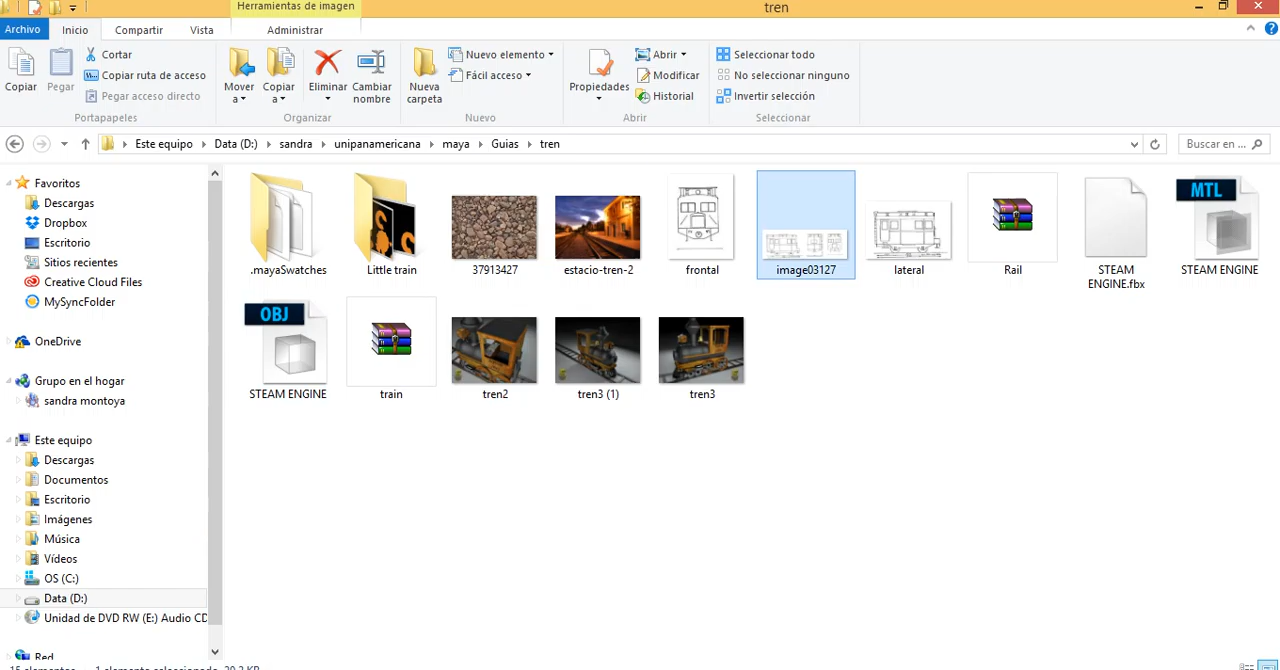 Herramientas de imagen
tren
Archivo
Inicio
Compartir
Vista
Administrar
Copiar
Pegar
Cortar
Copiar ruta de acceso
Pegar acceso directo
Portapapeles
Mover a
Copiar a
Eliminar
Cambiar nombre
Organizar
Nueva carpeta
Nuevo elemento
Fácil acceso
Nuevo
Propiedades
Abrir
Modificar
Historial
Abrir
Seleccionar todo
No seleccionar ninguno
Invertir selección
Seleccionar
Este equipo
Data (D:)
sandra
unipanamericana
maya
Guias
tren
Buscar en ...
Favoritos
Descargas
Dropbox
Escritorio
Sitios recientes
Creative Cloud Files
MySyncFolder
OneDrive
Grupo en el hogar
sandra montoya
Este equipo
Descargas
Documentos
Escritorio
Imágenes
Música
Vídeos
OS (C:)
Data (D:)
Unidad de DVD RW (E:) Audio CD
Red
.mayaSwatches
Little train
37913427
estacio-tren-2
frontal
image03127
lateral
Rail
STEAM
ENGINE.fbx
MTL
STEAM ENGINE
OBJ
STEAM ENGINE
train
tren2
tren3 (1)
tren3
15 elementos
1 elemento seleccionado